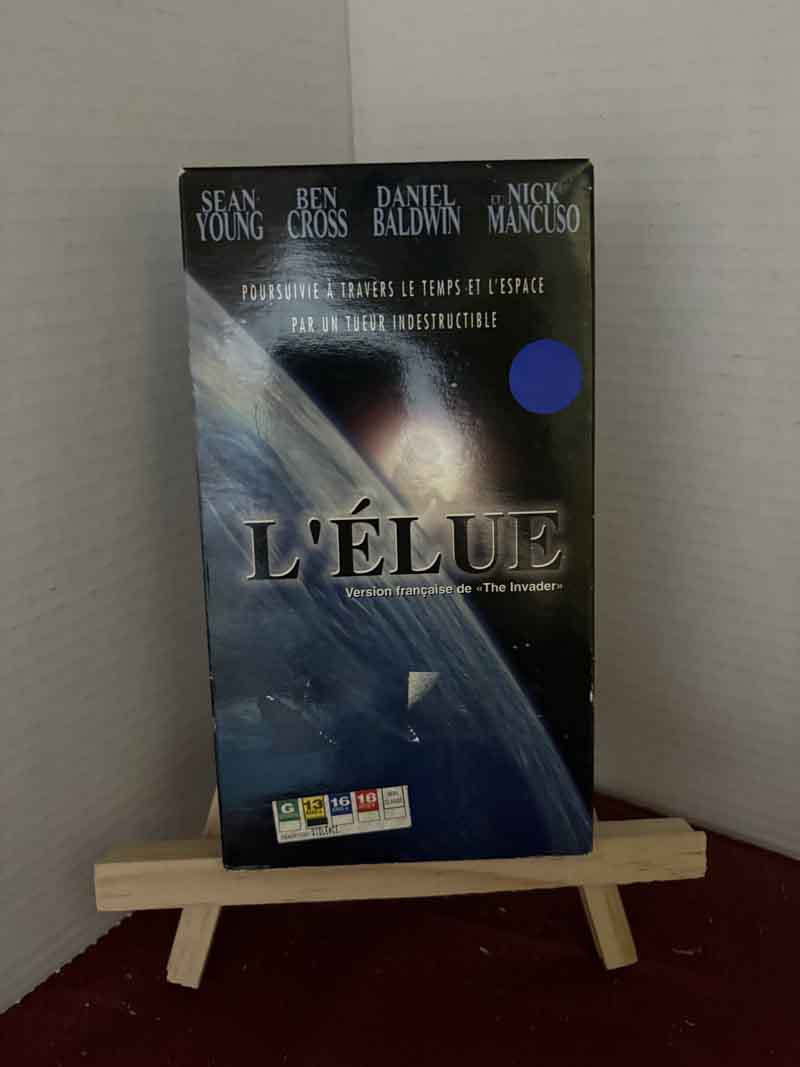 SEAN YOUNG
BEN CROSS
DANIEL BALDWIN
ET NICK MANCUSO
POURSUIVIE À TRAVERS LE TEMPS ET L'ESPACE
PAR UN TUEUR INDESTRUCTIBLE
L'ÉLUE
Version française de «The Invader»
G 13 16 18
VIOLENCE